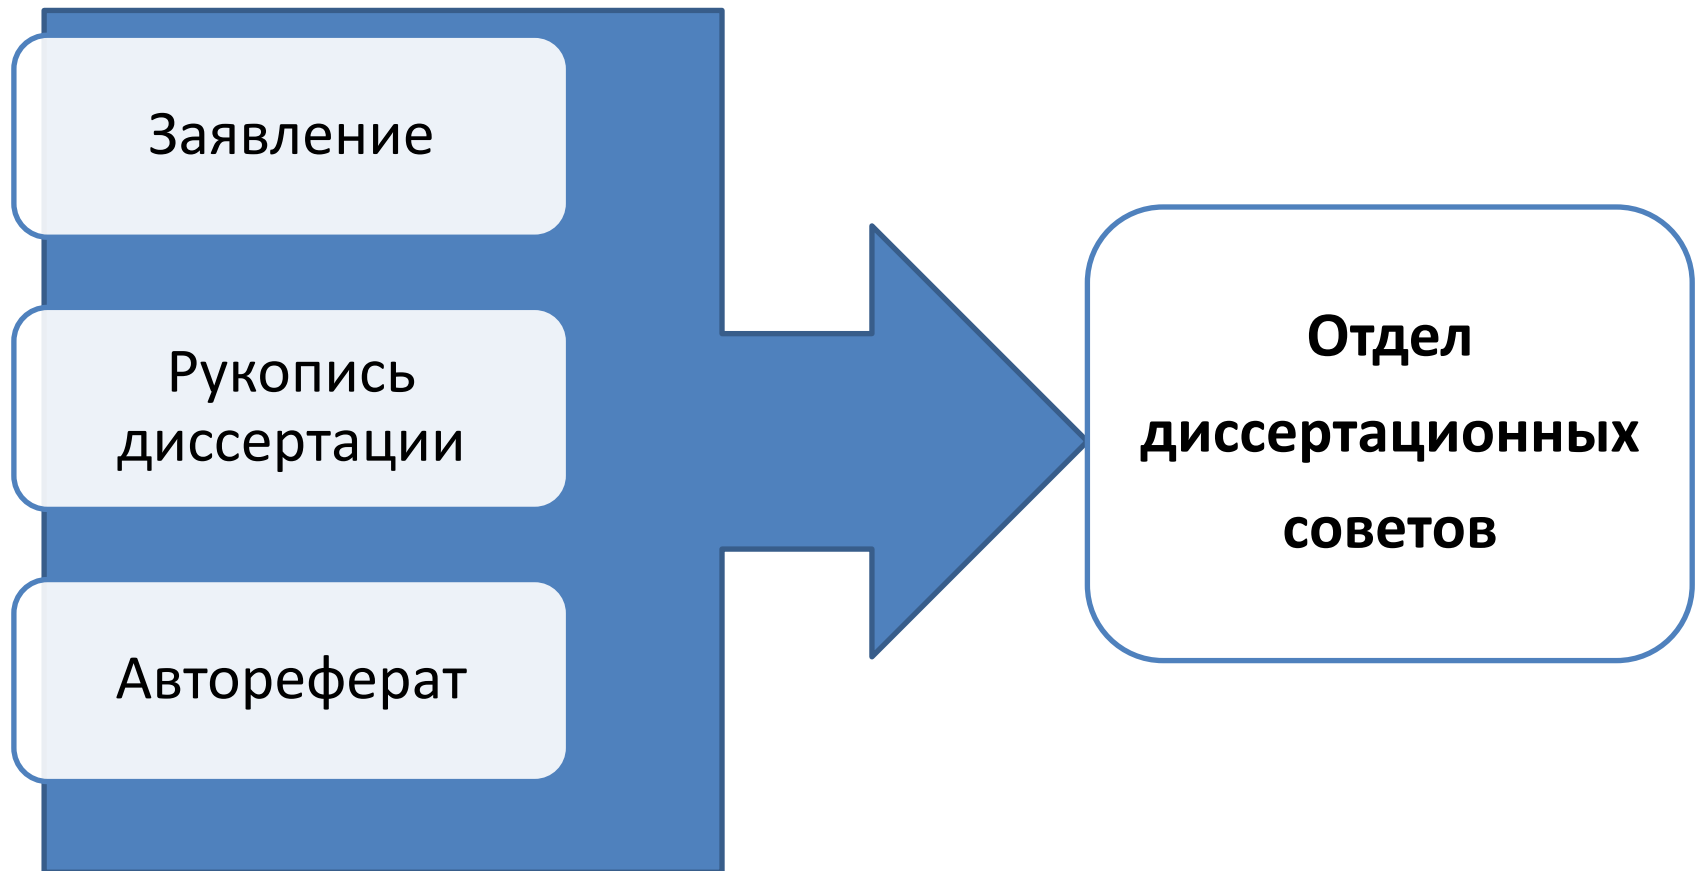 Заявление
Рукопись
диссертации
Автореферат
Отдел
диссертационных
советов